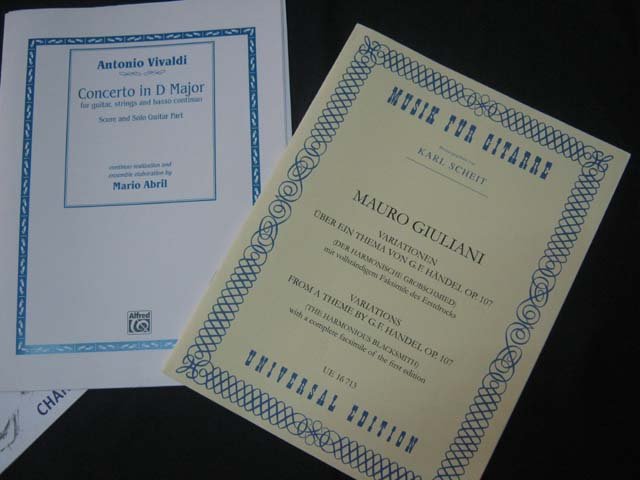 Antonio Vivaldi
Concerto in D Major
for guitar, strings and basso continuo
Score and Solo Guitar Part
continuo realization and
ensemble elaboration by
Mario Abril
Alfred
CHA
MUSIK FÜR GITARRE
KARL SCHEIT
MAURO GIULIANI
VARIATIONEN
ÜBER EIN THEMA VON G.F. HÄNDEL OP. 107
(DER HARMONISCHE GROBSCHMIED)
mit vollständigem Faksimile des Erstdrucks
VARIATIONS
FROM A THEME BY G.F. HANDEL OP. 107
(THE HARMONIOUS BLACKSMITH)
with a complete facsimile of the first edition
UE 16 713
UNIVERSAL EDITION